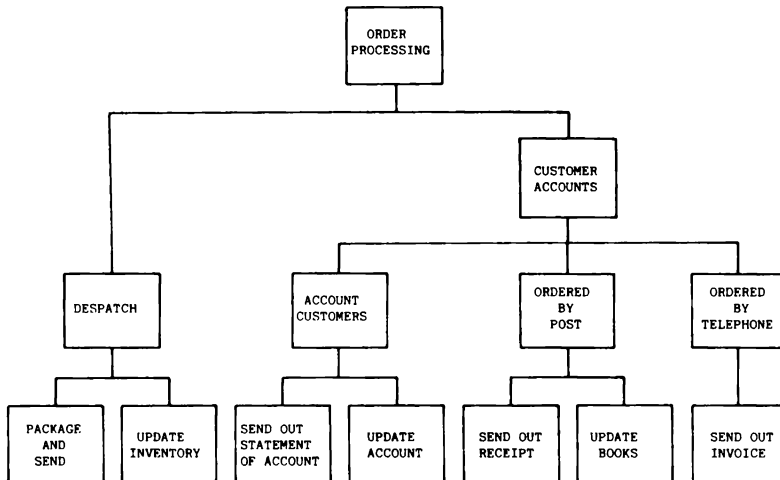 ORDER
PROCESSING
CUSTOMER
ACCOUNTS
DESPATCH
ACCOUNT
CUSTOMERS
ORDERED
BY
POST
ORDERED
BY
TELEPHONE
PACKAGE
AND
SEND
UPDATE
INVENTORY
SEND OUT
STATEMENT
OF ACCOUNT
UPDATE
ACCOUNT
SEND OUT
RECEIPT
UPDATE
BOOKS
SEND OUT
INVOICE